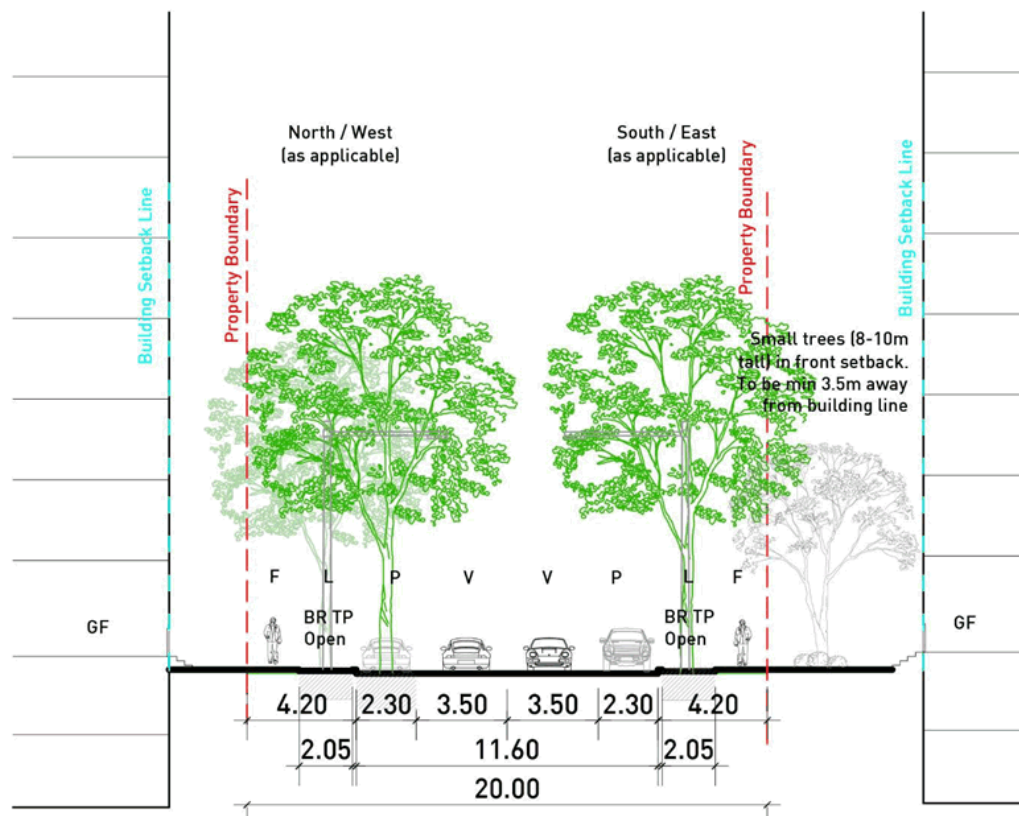 North / West
(as applicable)
South / East
(as applicable)
Building Setback Line
Property Boundary
Property Boundary
Building Setback Line
Small trees (8-10m
tall) in front setback.
To be min 3.5m away
from building line
F L P V V P L F
BR TP
Open
BR TP
Open
GF
GF
4.20 2.30 3.50 3.50 2.30 4.20
2.05 11.60 2.05
20.00